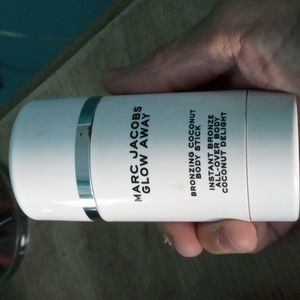 MARC JACOBS
GLOW AWAY
BRONZING COCONUT
BODY STICK
INSTANT BRONZE
ALL-OVER BODY
COCONUT DELIGHT